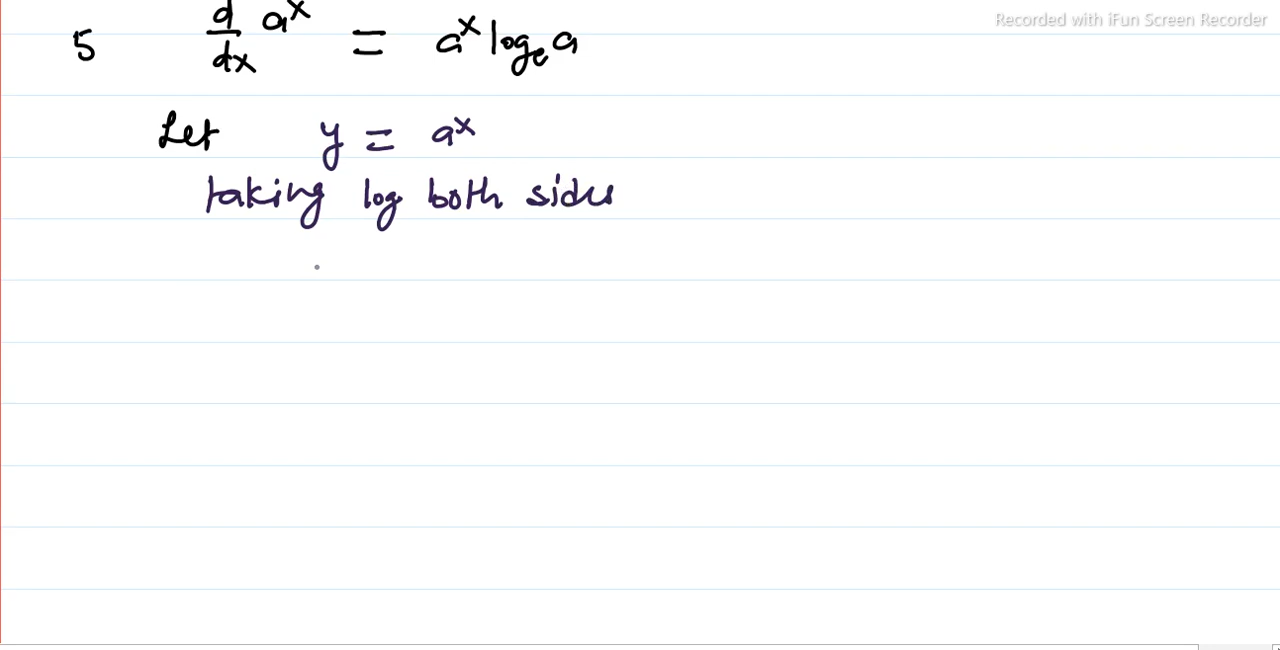 Recorded with iFun Screen Recorder
5 d/dx a^x = a^x log_e a
Let y = a^x
taking log both sides